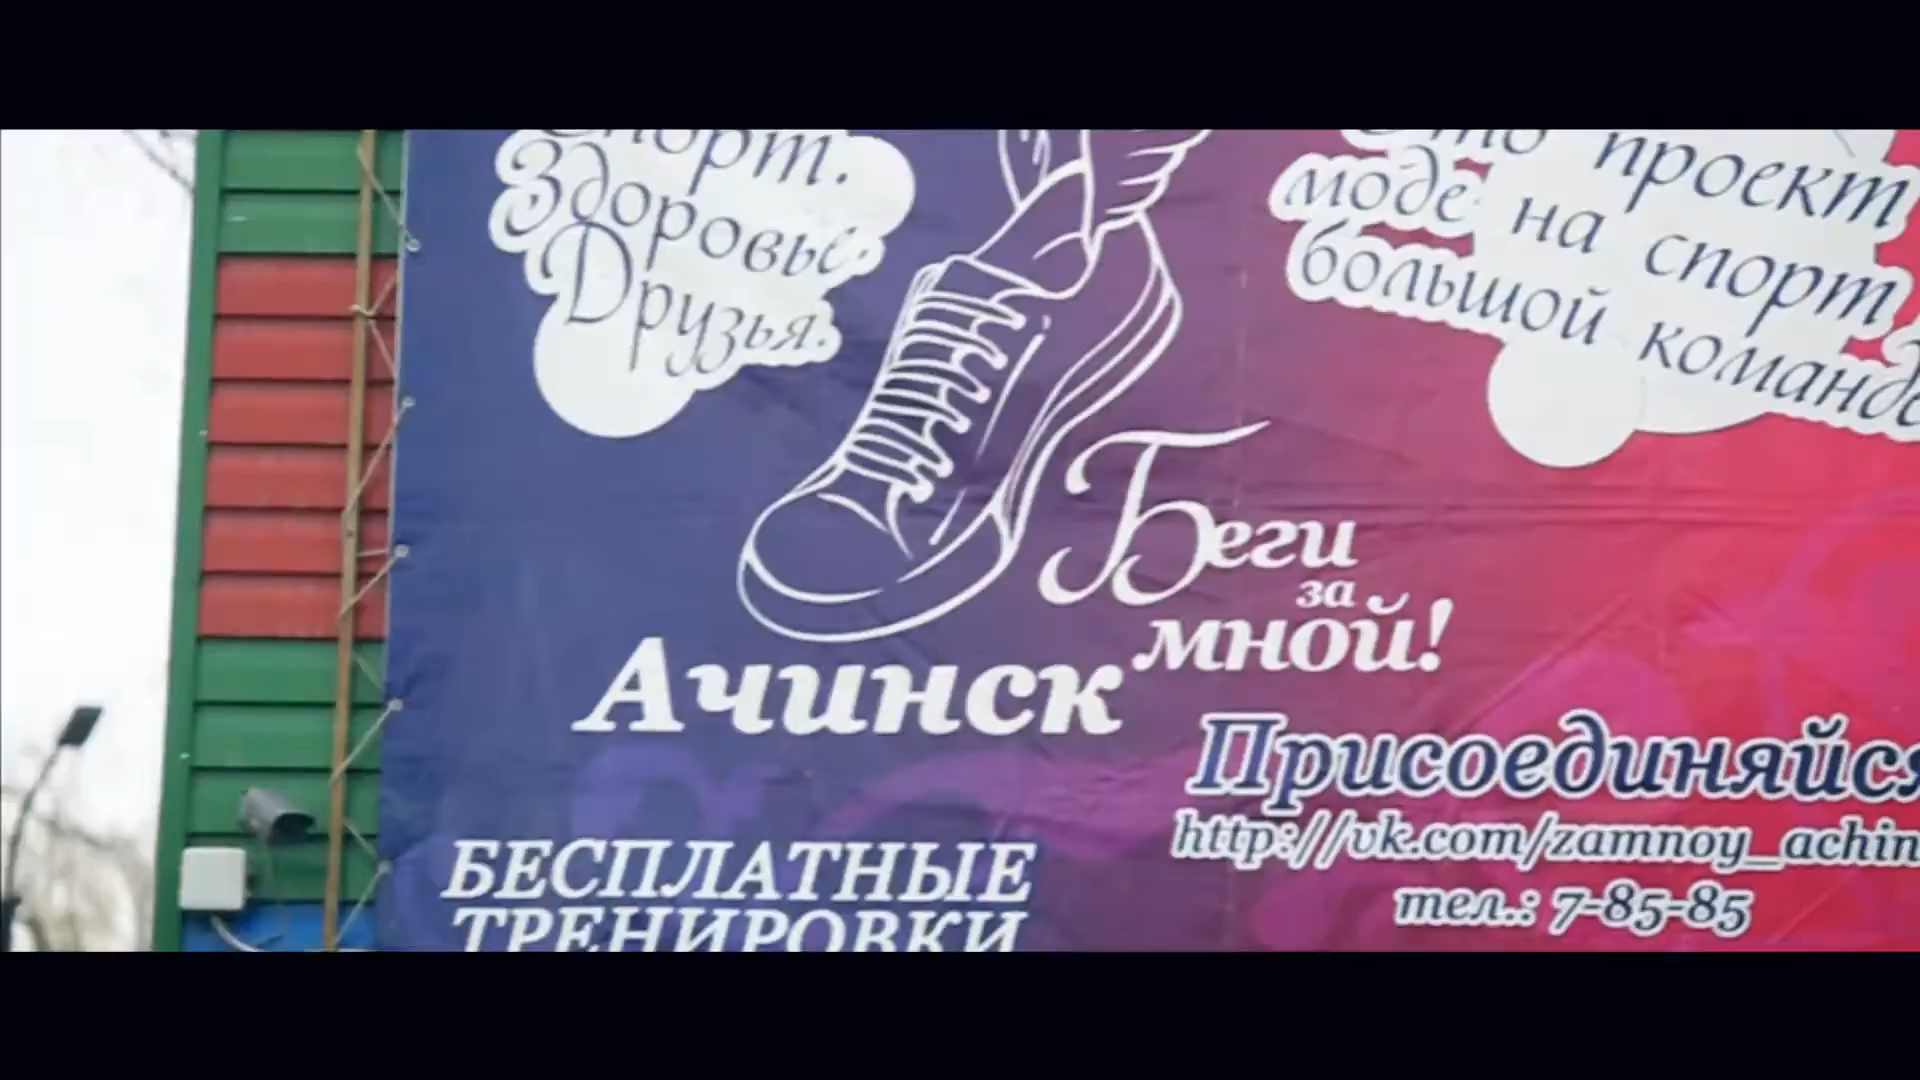 Спорт.
Здоровье.
Друзья.
Это проект
моде на спорт
большой
Беги
за
мной!
Ачинск
Присоединяйся
http://vk.com/zamnoy_achin
тел.: 7-85-85
БЕСПЛАТНЫЕ
ТРЕНИРОВКИ